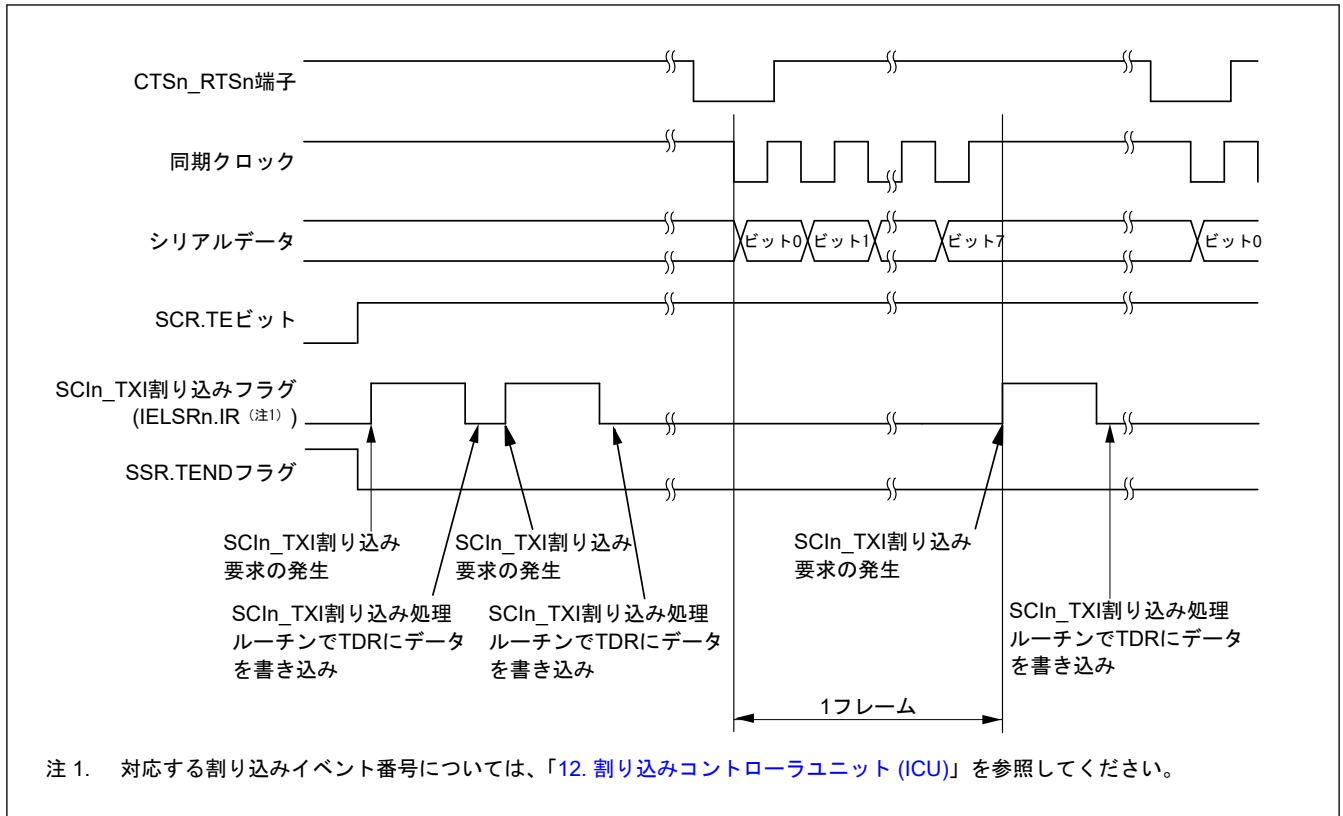 CTSn_RTSn端子
同期クロック
シリアルデータ
ビット0
ビット1
ビット7
ビット0
SCR.TEビット
SCIn_TXI割り込みフラグ
(IELSRn.IR (注1) )
SSR.TENDフラグ
SCIn_TXI割り込み
要求の発生
SCIn_TXI割り込み処理
ルーチンでTDRにデータ
を書き込み
SCIn_TXI割り込み
要求の発生
SCIn_TXI割り込み処理
ルーチンでTDRにデータ
を書き込み
SCIn_TXI割り込み
要求の発生
SCIn_TXI割り込み処理
ルーチンでTDRにデータ
を書き込み
1フレーム
注 1. 対応する割り込みイベント番号については、「12. 割り込みコントローラユニット (ICU)」を参照してください。